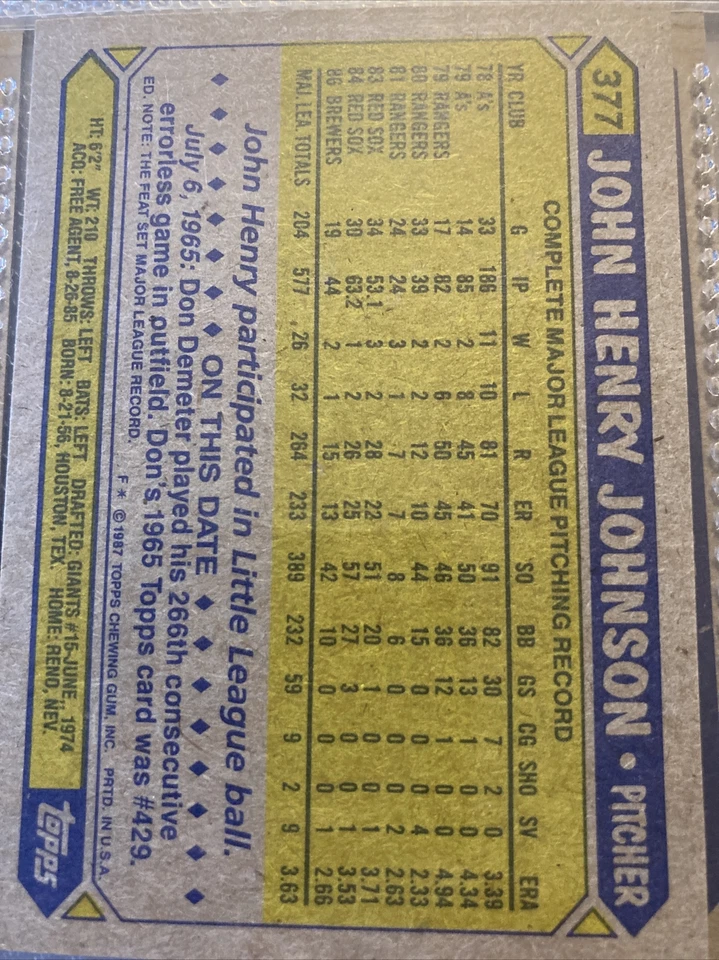 377 JOHN HENRY JOHNSON • PITCHER
COMPLETE MAJOR LEAGUE PITCHING RECORD
YR CLUB G IP W L R ER SO BB GS CG SHO SV ERA
78 A's 33 186 11 10 81 70 91 82 30 7 2 0 3.39
79 A's 14 85 2 8 45 41 50 36 13 1 0 0 4.34
79 RANGERS 17 82 2 6 50 45 46 36 12 1 0 0 4.94
80 RANGERS 33 39 2 2 12 10 44 15 0 0 0 4 2.33
81 RANGERS 24 24 3 1 7 7 8 6 0 0 0 2 2.63
83 RED SOX 34 53.1 3 2 28 22 51 20 1 0 0 1 3.71
84 RED SOX 30 63.2 1 2 26 25 57 27 3 0 0 1 3.53
86 BREWERS 19 44 2 1 15 13 42 10 0 0 0 1 2.66
MAJ. LEA. TOTALS 204 577 26 32 264 233 389 232 59 9 2 9 3.63
John Henry participated in Little League ball.
♦ ♦ ♦ ♦ ♦ ♦ ♦ ON THIS DATE ♦ ♦ ♦ ♦ ♦ ♦ ♦
July 6, 1965: Don Demeter played his 266th consecutive
errorless game in outfield. Don's 1965 Topps card was #429.
ED. NOTE: THE FEAT SET MAJOR LEAGUE RECORD.
F* © 1987 TOPPS CHEWING GUM, INC. PRTD. IN U.S.A.
HT: 6'2" WT: 210 THROWS: LEFT BATS: LEFT DRAFTED: GIANTS #15-JUNE, 1974
ACQ: FREE AGENT, 8-26-85 BORN: 8-21-56, HOUSTON, TEX HOME: RENO, NEV.
topps